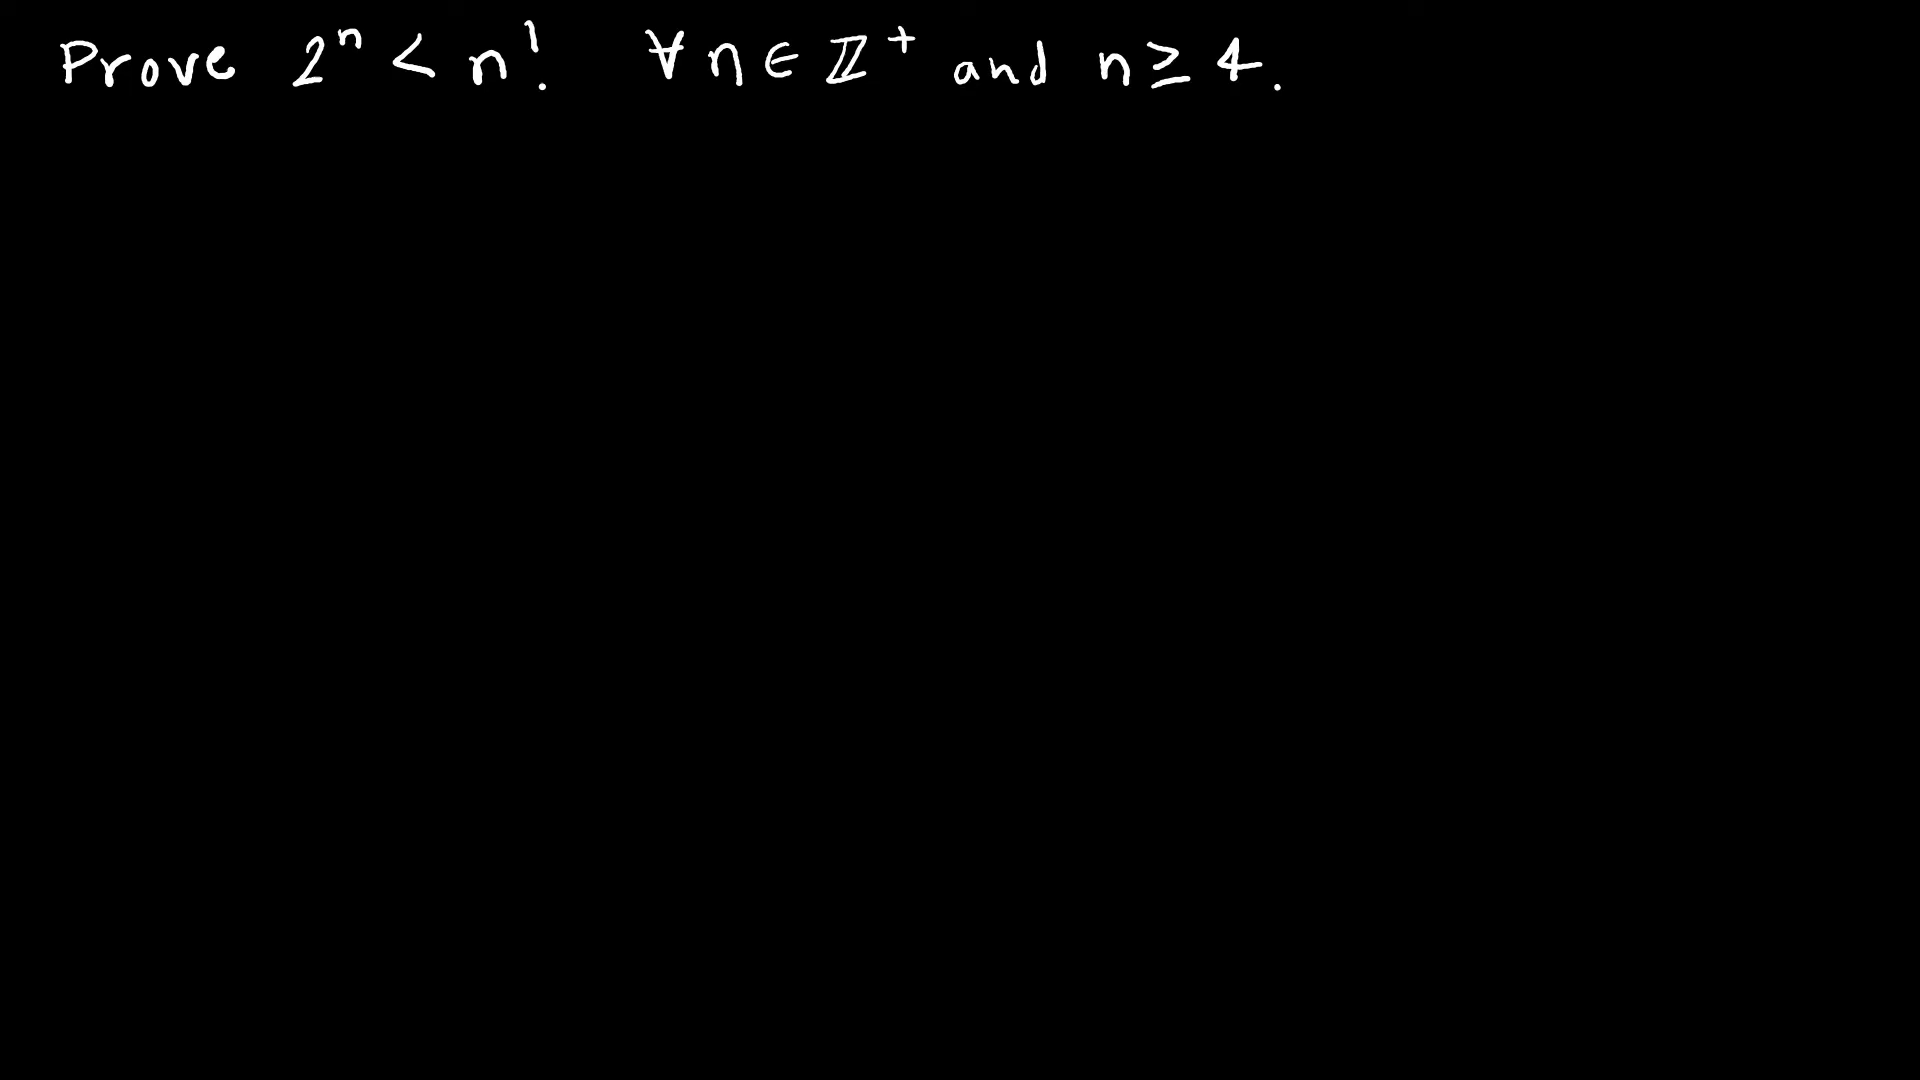 Prove 2ⁿ < n! ∀ n ∈ ℤ⁺ and n ≥ 4.